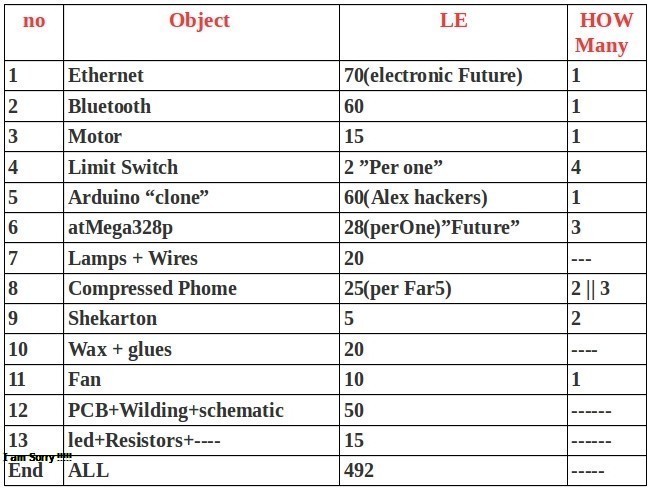 no Object LE HOW Many
1 Ethernet 70(electronic Future) 1
2 Bluetooth 60 1
3 Motor 15 1
4 Limit Switch 2 ”Per one” 4
5 Arduino “clone” 60(Alex hackers) 1
6 atMega328p 28(perOne)”Future” 3
7 Lamps + Wires 20 ---
8 Compressed Phome 25(per Far5) 2 || 3
9 Shekarton 5 2
10 Wax + glues 20 ----
11 Fan 10 1
12 PCB+Wilding+schematic 50 ------
13 led+Resistors+---- 15 ------
I am Sorry !!!!!
End ALL 492 -----